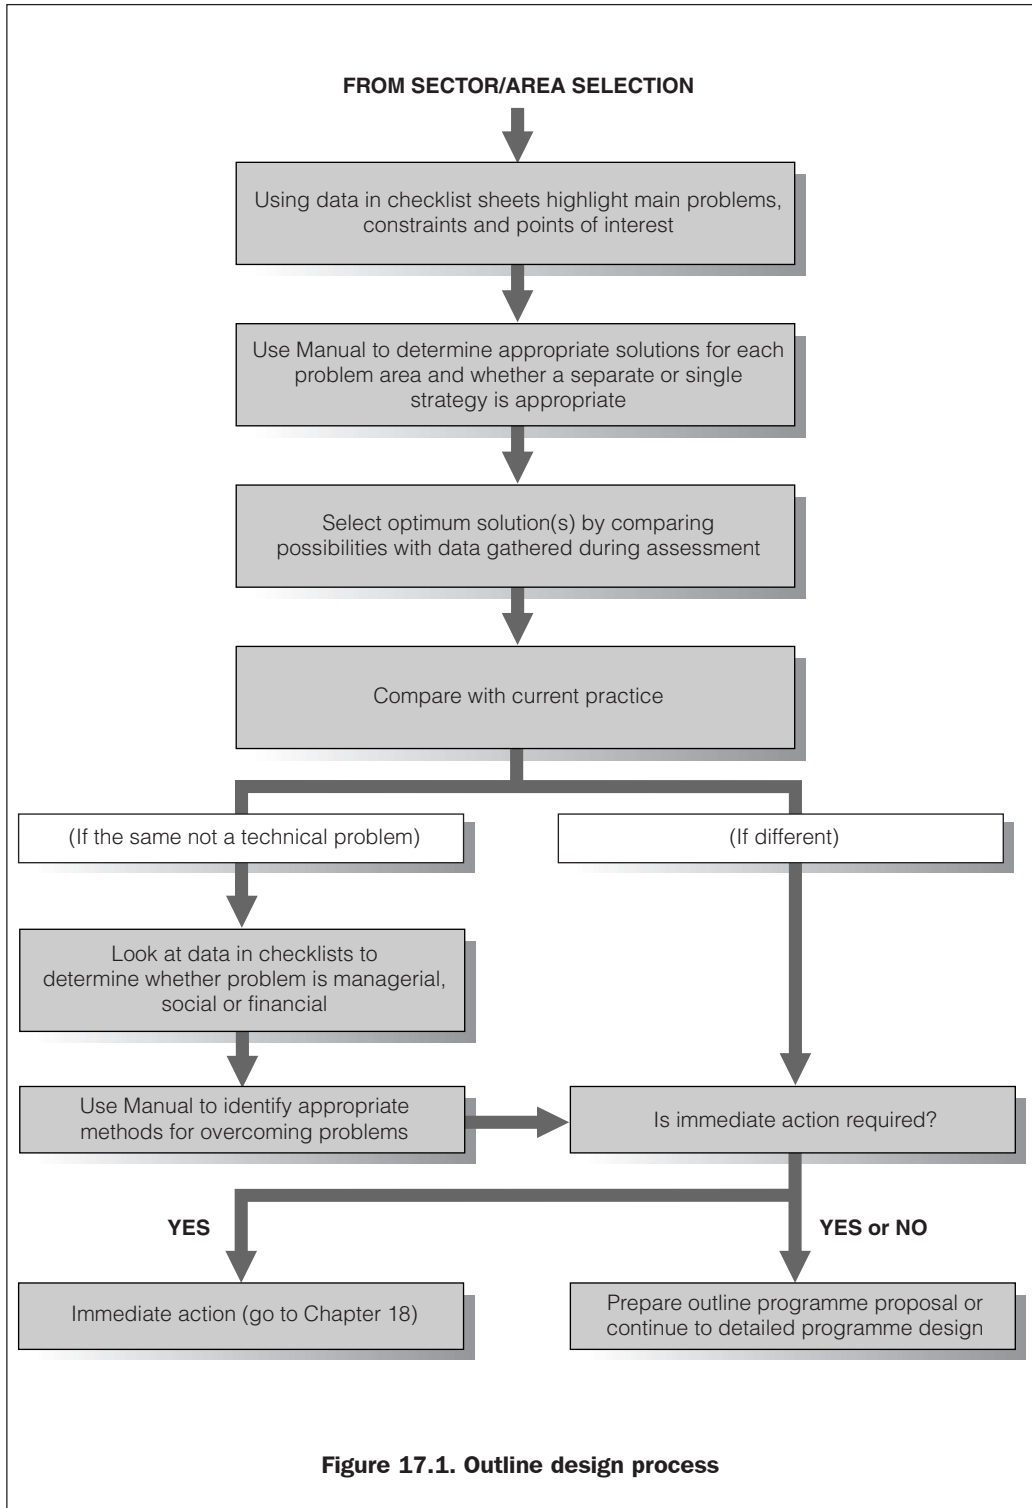 FROM SECTOR/AREA SELECTION
Using data in checklist sheets highlight main problems,
constraints and points of interest
Use Manual to determine appropriate solutions for each
problem area and whether a separate or single
strategy is appropriate
Select optimum solution(s) by comparing
possibilities with data gathered during assessment
Compare with current practice
(If the same not a technical problem)
(If different)
Look at data in checklists to
determine whether problem is managerial,
social or financial
Use Manual to identify appropriate
methods for overcoming problems
Is immediate action required?
YES
YES or NO
Immediate action (go to Chapter 18)
Prepare outline programme proposal or
continue to detailed programme design
Figure 17.1. Outline design process